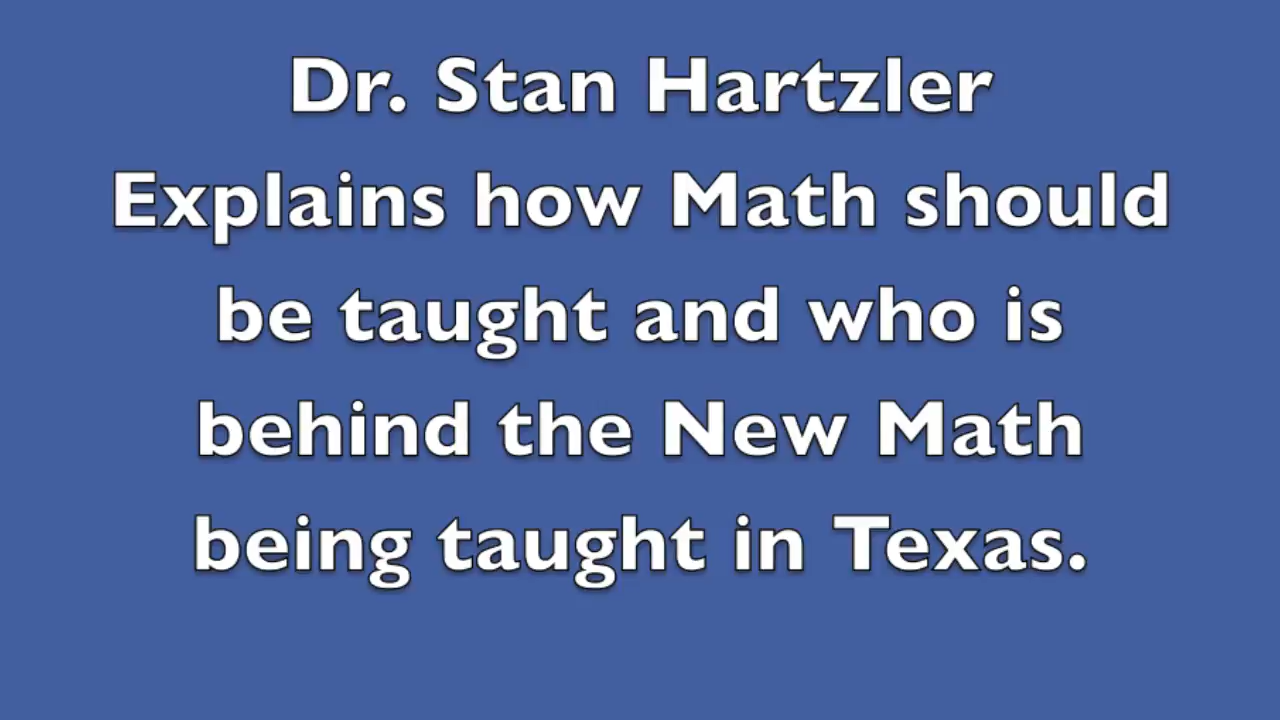 Dr. Stan Hartzler
Explains how Math should
be taught and who is
behind the New Math
being taught in Texas.